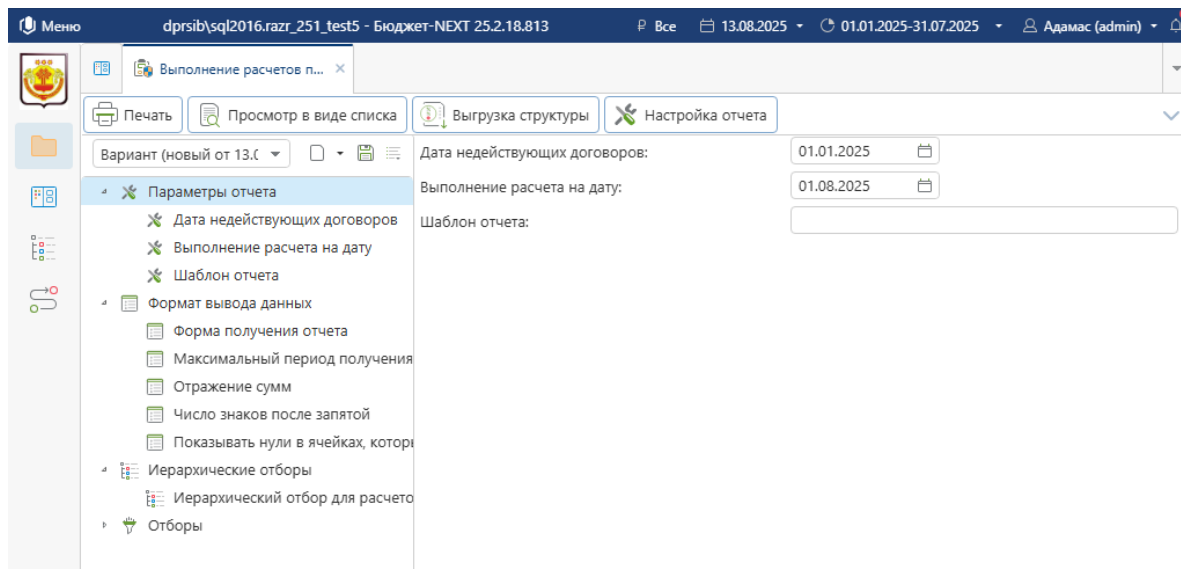 Меню dprsib\sql2016.razr_251_test5 - Бюджет-NEXT 25.2.18.813 ₽ Все 13.08.2025 01.01.2025-31.07.2025 Адамас (admin)
Выполнение расчетов п... ×
Печать Просмотр в виде списка Выгрузка структуры Настройка отчета
Вариант (новый от 13.0
Параметры отчета
Дата недействующих договоров
Выполнение расчета на дату
Шаблон отчета
Формат вывода данных
Форма получения отчета
Максимальный период получения
Отражение сумм
Число знаков после запятой
Показывать нули в ячейках, которы
Иерархические отборы
Иерархический отбор для расчето
Отборы
Дата недействующих договоров: 01.01.2025
Выполнение расчета на дату: 01.08.2025
Шаблон отчета: